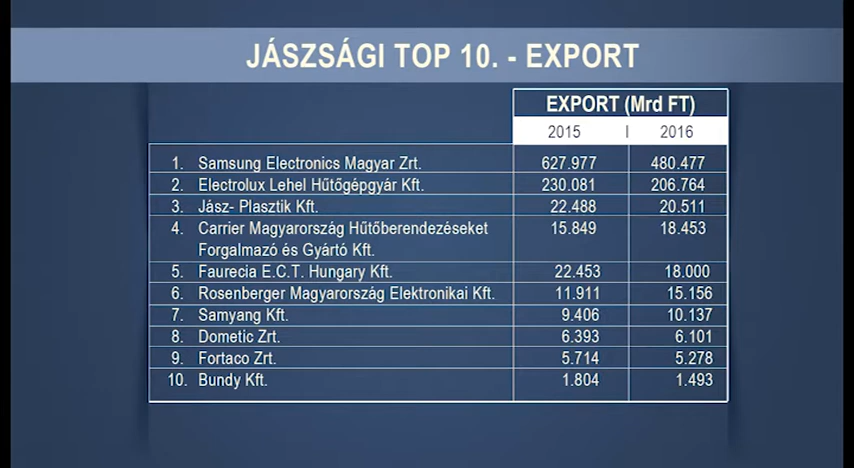 JÁSZSÁGI TOP 10. - EXPORT
EXPORT (Mrd FT)
2015 | 2016
1. Samsung Electronics Magyar Zrt. 627.977 480.477
2. Electrolux Lehel Hűtőgépgyár Kft. 230.081 206.764
3. Jász- Plasztik Kft. 22.488 20.511
4. Carrier Magyarország Hűtőberendezéseket 15.849 18.453
Forgalmazó és Gyártó Kft.
5. Faurecia E.C.T. Hungary Kft. 22.453 18.000
6. Rosenberger Magyarország Elektronikai Kft. 11.911 15.156
7. Samyang Kft. 9.406 10.137
8. Dometic Zrt. 6.393 6.101
9. Fortaco Zrt. 5.714 5.278
10. Bundy Kft. 1.804 1.493